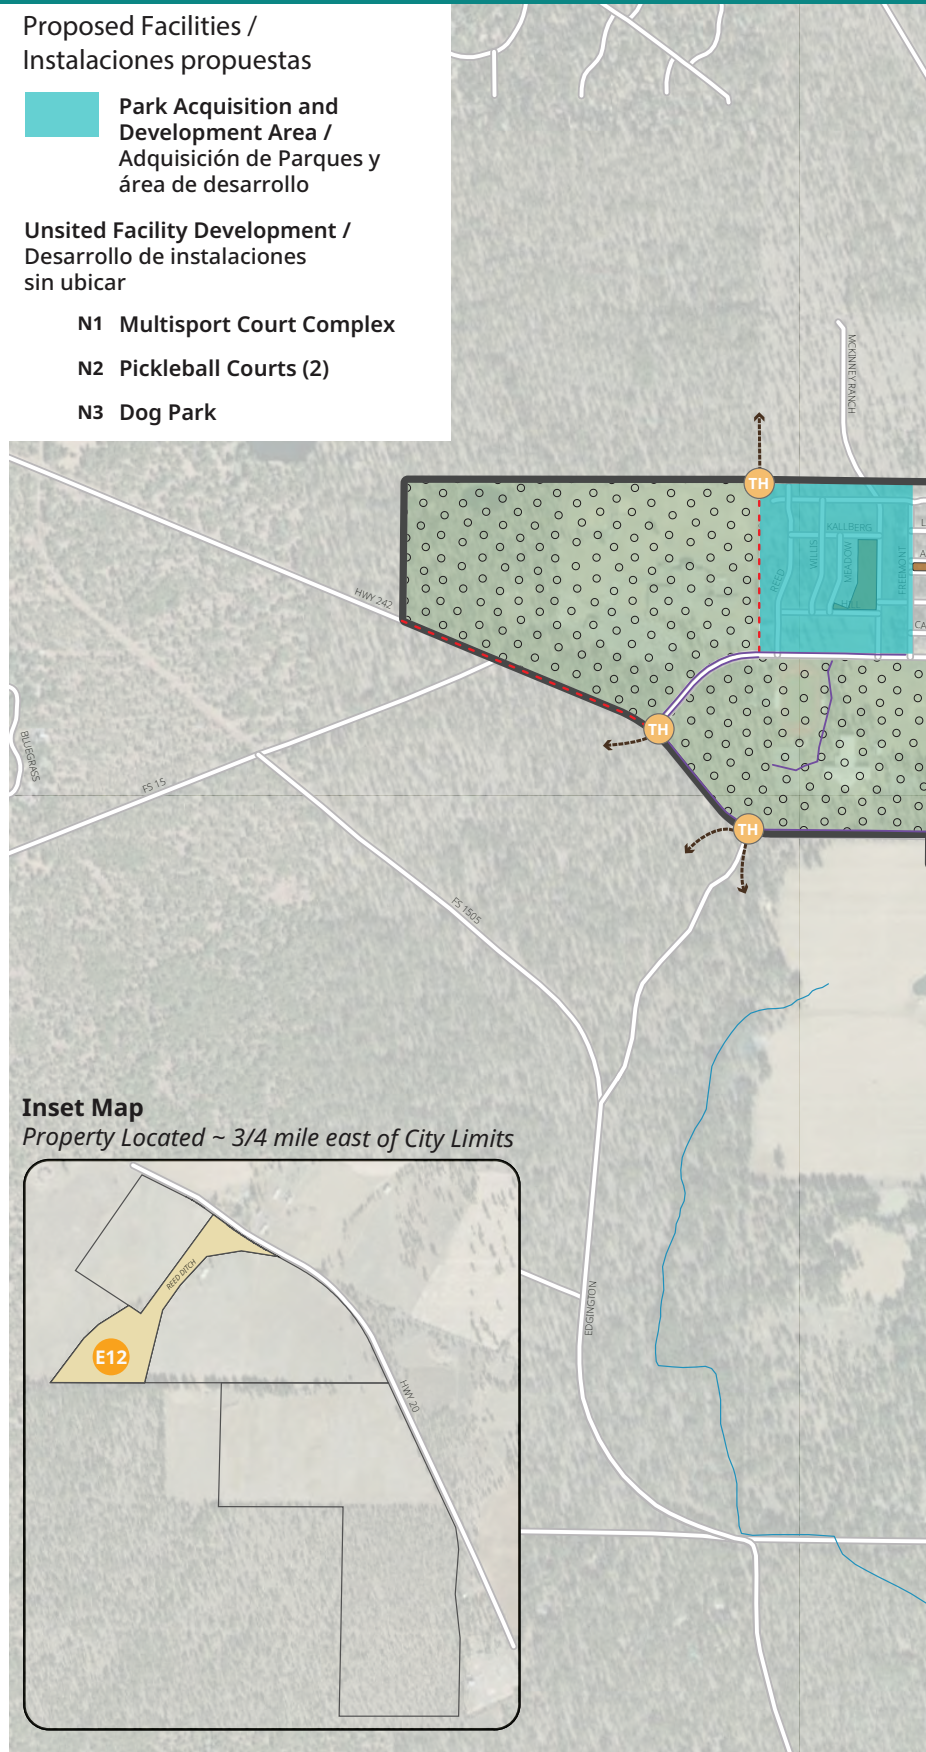 Proposed Facilities /
Instalaciones propuestas
Park Acquisition and
Development Area /
Adquisición de Parques y
área de desarrollo
Unsited Facility Development /
Desarrollo de instalaciones
sin ubicar
N1 Multisport Court Complex
N2 Pickleball Courts (2)
N3 Dog Park
MCKINNEY RANCH
TH
KALLBERG
WILLIS
MEADOW
REED
FREEMONT
L
A
CA
HWY 242
TH
BLUEGRASS
FS 15
TH
FS 1505
EDGINGTON
Inset Map
Property Located ~ 3/4 mile east of City Limits
REED DITCH
E12
HWY 20